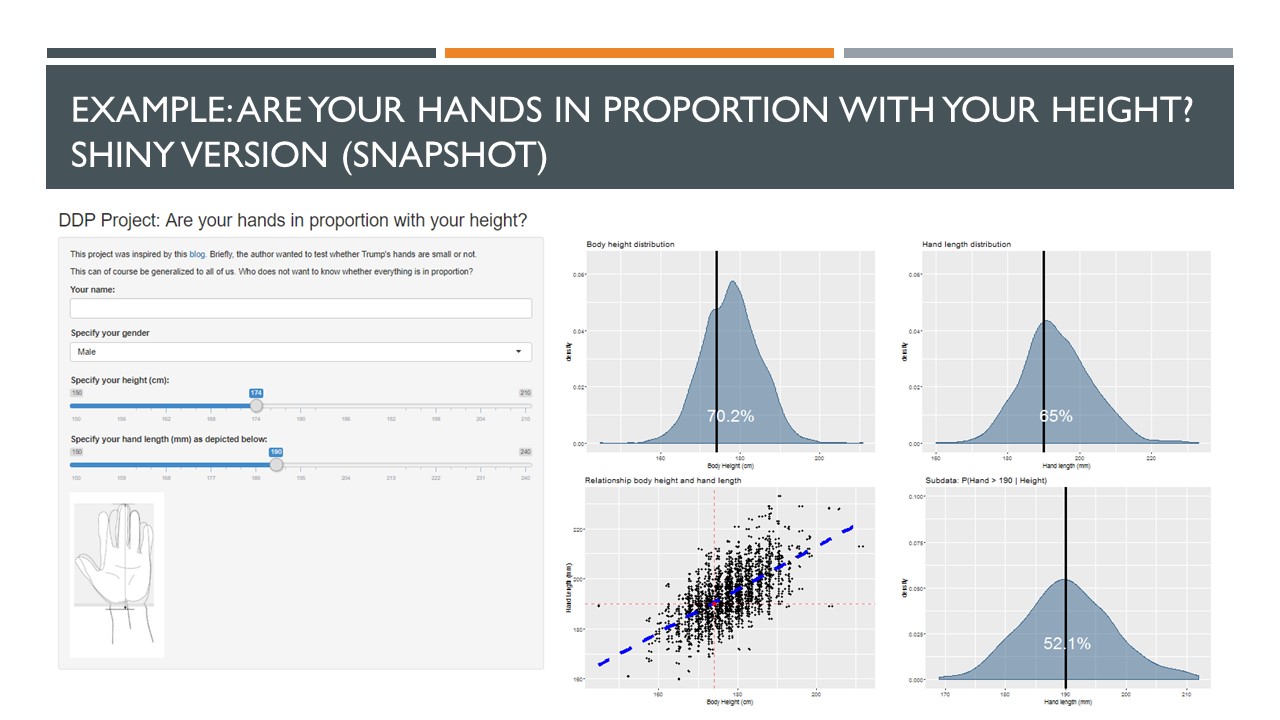 EXAMPLE: ARE YOUR HANDS IN PROPORTION WITH YOUR HEIGHT?
SHINY VERSION (SNAPSHOT)
DDP Project: Are your hands in proportion with your height?
This project was inspired by this blog. Briefly, the author wanted to test whether Trump's hands are small or not.
This can of course be generalized to all of us. Who does not want to know whether everything is in proportion?
Your name:
Specify your gender
Male
Specify your height (cm):
150 174 210
150 156 162 168 174 180 186 192 198 204 210
Specify your hand length (mm) as depicted below:
150 190 240
150 159 168 177 186 195 204 213 222 231 240
Body height distribution
0.06
0.04
0.02
0.00
density
70.2%
160 180 200
Body Height (cm)
Hand length distribution
0.06
0.04
0.02
0.00
density
65%
160 180 200 220
Hand length (mm)
Relationship body height and hand length
220
200
180
160
Hand Length (mm)
160 180 200
Body Height (cm)
Subdata: P(Hand > 190 | Height)
0.100
0.075
0.050
0.025
0.000
density
52.1%
170 180 190 200 210
Hand length (mm)